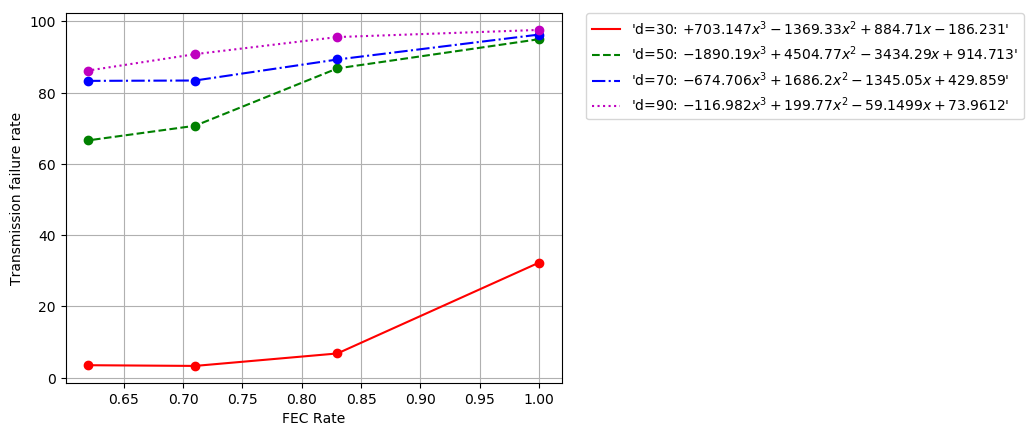 100
80
60
40
20
0
Transmission failure rate
0.65 0.70 0.75 0.80 0.85 0.90 0.95 1.00
FEC Rate
'd=30: +703.147x³ − 1369.33x² + 884.71x − 186.231'
'd=50: −1890.19x³ + 4504.77x² − 3434.29x + 914.713'
'd=70: −674.706x³ + 1686.2x² − 1345.05x + 429.859'
'd=90: −116.982x³ + 199.77x² − 59.1499x + 73.9612'